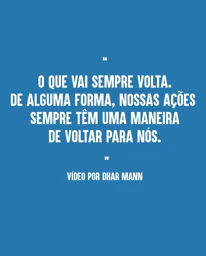 "
O QUE VAI SEMPRE VOLTA.
DE ALGUMA FORMA, NOSSAS AÇÕES
SEMPRE TÊM UMA MANEIRA
DE VOLTAR PARA NÓS.
"
VÍDEO POR DHAR MANN